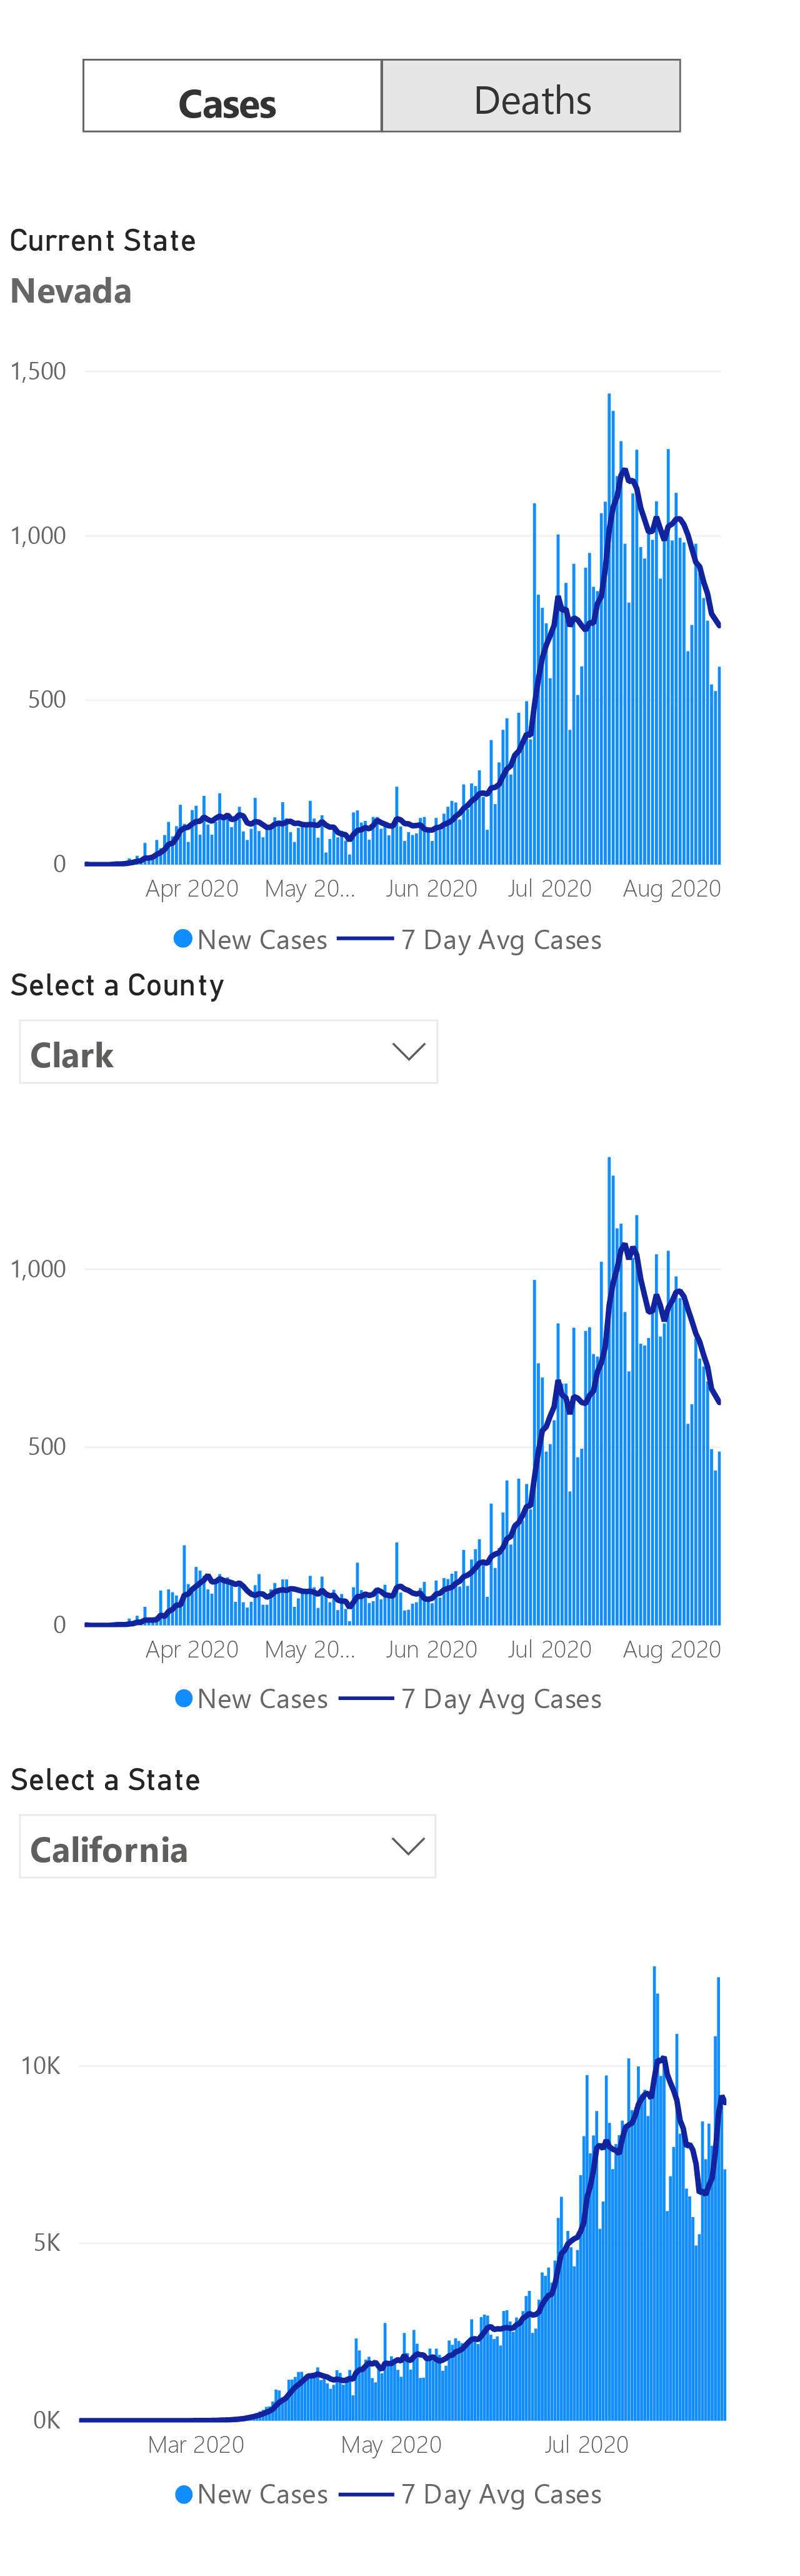 Cases Deaths
Current State
Nevada
1,500
1,000
500
0
Apr 2020 May 20... Jun 2020 Jul 2020 Aug 2020
New Cases 7 Day Avg Cases
Select a County
Clark
1,000
500
0
Apr 2020 May 20... Jun 2020 Jul 2020 Aug 2020
New Cases 7 Day Avg Cases
Select a State
California
10K
5K
0K
Mar 2020 May 2020 Jul 2020
New Cases 7 Day Avg Cases